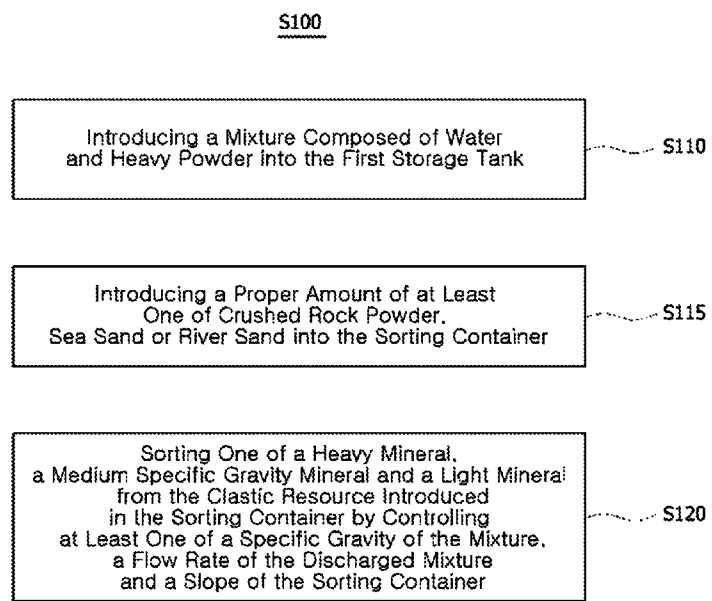 S100
Introducing a Mixture Composed of Water
and Heavy Powder into the First Storage Tank
S110
Introducing a Proper Amount of at Least
One of Crushed Rock Powder,
Sea Sand or River Sand into the Sorting Container
S115
Sorting One of a Heavy Mineral,
a Medium Specific Gravity Mineral and a Light Mineral
from the Clastic Resource Introduced
in the Sorting Container by Controlling
at Least One of a Specific Gravity of the Mixture,
a Flow Rate of the Discharged Mixture
and a Slope of the Sorting Container
S120